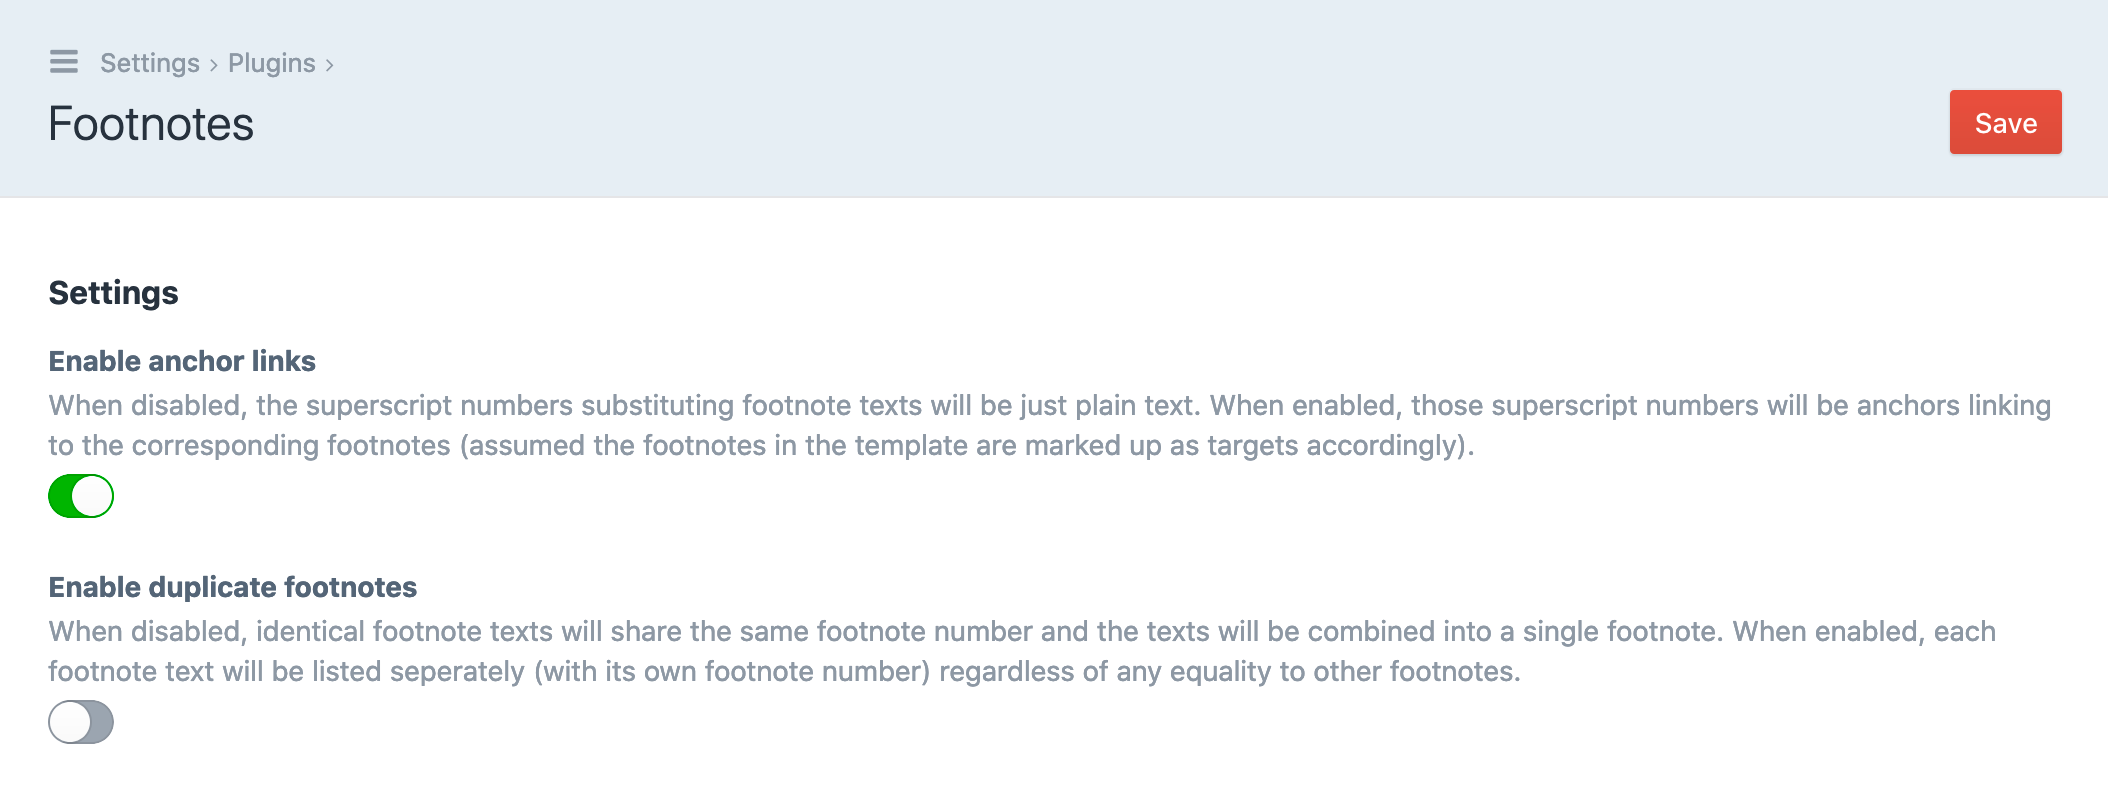 Settings › Plugins ›
Footnotes
Save
Settings
Enable anchor links
When disabled, the superscript numbers substituting footnote texts will be just plain text. When enabled, those superscript numbers will be anchors linking
to the corresponding footnotes (assumed the footnotes in the template are marked up as targets accordingly).
Enable duplicate footnotes
When disabled, identical footnote texts will share the same footnote number and the texts will be combined into a single footnote. When enabled, each
footnote text will be listed seperately (with its own footnote number) regardless of any equality to other footnotes.